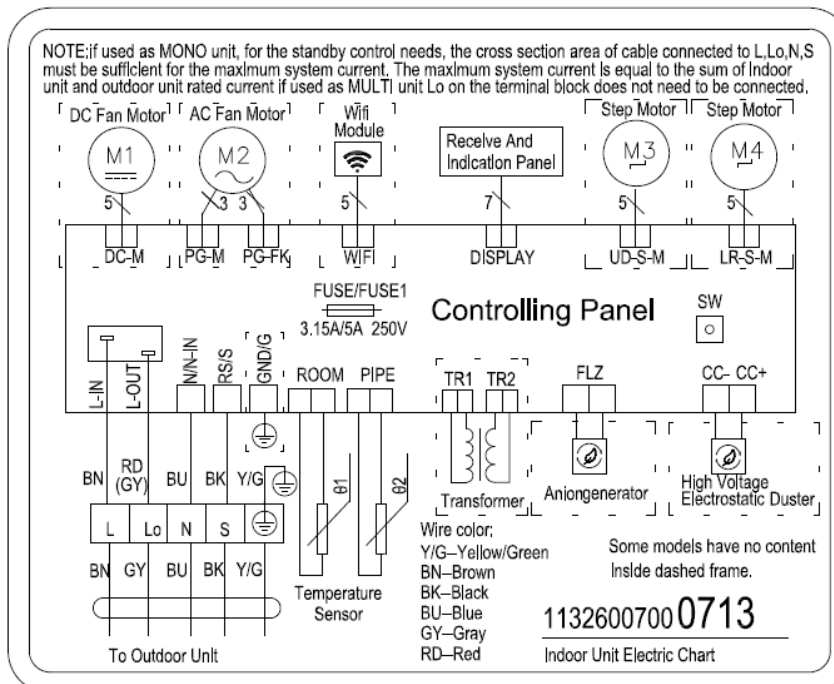 NOTE;if used as MONO unit, for the standby control needs, the cross section area of cable connected to L,Lo,N,S
must be sufficient for the maximum system current. The maximum system current is equal to the sum of indoor
unit and outdoor unit rated current if used as MULTI unit Lo on the terminal block does not need to be connected.
DC Fan Motor AC Fan Motor Wifi Module Step Motor Step Motor
Receive And
Indication Panel
M1 M2 M3 M4
5 3 3 5 7 5 5
DC-M PG-M PG-FK WIFI DISPLAY UD-S-M LR-S-M
FUSE/FUSE1
3.15A/5A 250V
Controlling Panel
SW
L-IN L-OUT N/N-IN RS/S GND/G
ROOM PIPE TR1 TR2 FLZ CC- CC+
BN RD (GY) BU BK Y/G
θ1 θ2
Transformer
Aniongenerator
High Voltage
Electrostatic Duster
L Lo N S
BN GY BU BK Y/G
Temperature
Sensor
To Outdoor Unit
Wire color:
Y/G–Yellow/Green
BN–Brown
BK–Black
BU–Blue
GY–Gray
RD–Red
Some models have no content
Inside dashed frame.
1132600700 0713
Indoor Unit Electric Chart